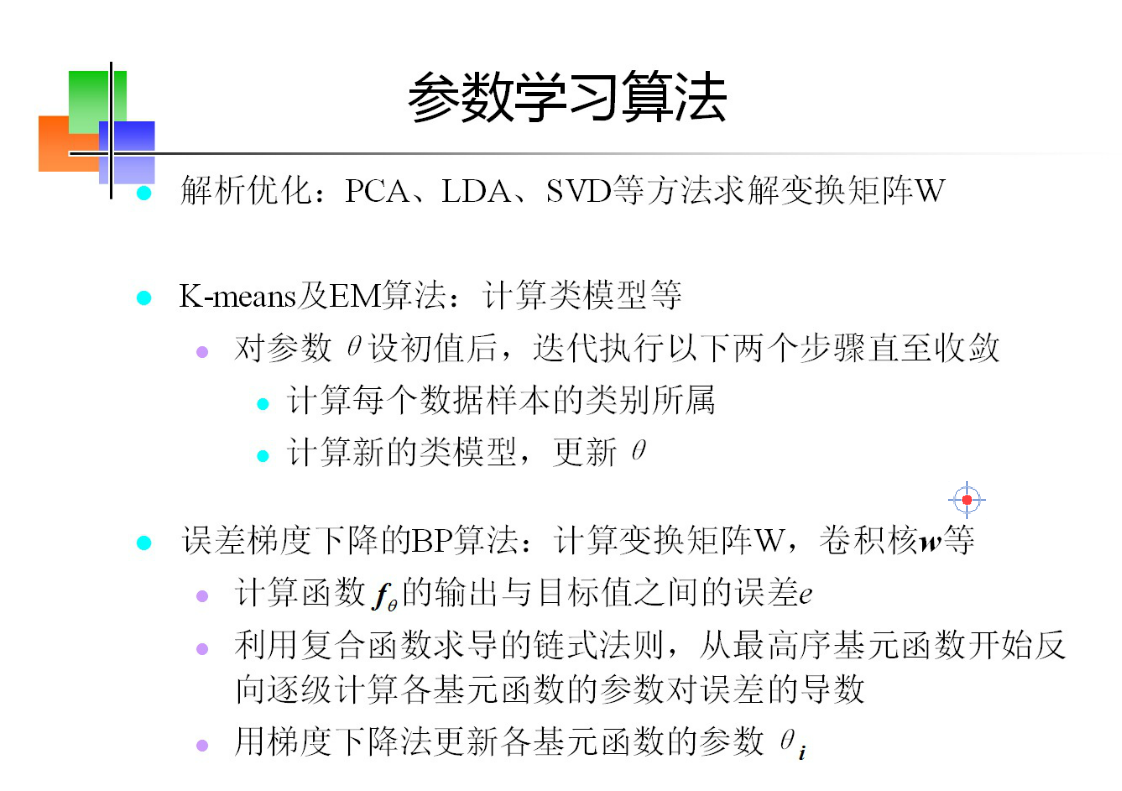 参数学习算法
解析优化：PCA、LDA、SVD等方法求解变换矩阵W
K-means及EM算法：计算类模型等
对参数 θ设初值后，迭代执行以下两个步骤直至收敛
计算每个数据样本的类别所属
计算新的类模型，更新 θ
误差梯度下降的BP算法：计算变换矩阵W，卷积核w等
计算函数 fθ的输出与目标值之间的误差e
利用复合函数求导的链式法则，从最高序基元函数开始反
向逐级计算各基元函数的参数对误差的导数
用梯度下降法更新各基元函数的参数 θi